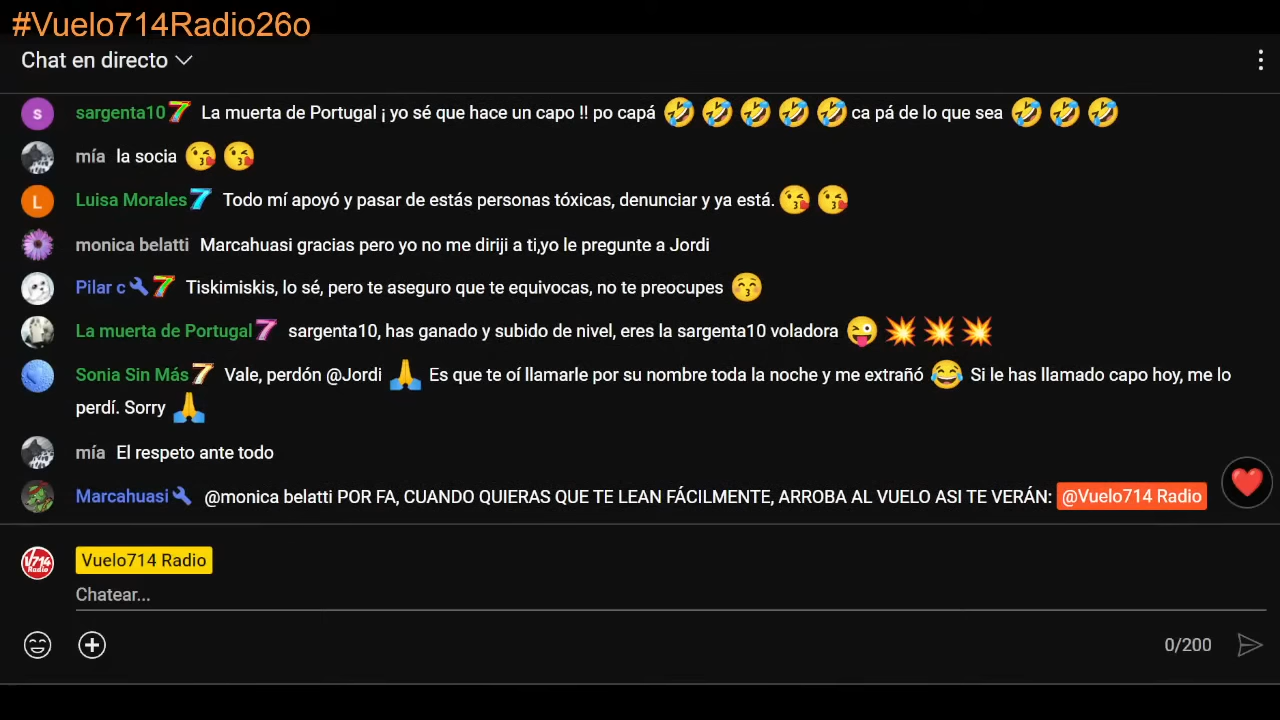 #Vuelo714Radio26o
Chat en directo
s sargenta10 7 La muerta de Portugal ¡ yo sé que hace un capo !! po capá 🤣🤣🤣🤣🤣 ca pá de lo que sea 🤣🤣🤣
mía la socia 😘😘
L Luisa Morales 7 Todo mí apoyó y pasar de estás personas tóxicas, denunciar y ya está. 😘😘
monica belatti Marcahuasi gracias pero yo no me diriji a ti,yo le pregunte a Jordi
Pilar c 7 Tiskimiskis, lo sé, pero te aseguro que te equivocas, no te preocupes 😚
La muerta de Portugal 7 sargenta10, has ganado y subido de nivel, eres la sargenta10 voladora 😜💥💥💥
Sonia Sin Más 7 Vale, perdón @Jordi 🙏 Es que te oí llamarle por su nombre toda la noche y me extrañó 😂 Si le has llamado capo hoy, me lo
perdí. Sorry 🙏
mía El respeto ante todo
Marcahuasi @monica belatti POR FA, CUANDO QUIERAS QUE TE LEAN FÁCILMENTE, ARROBA AL VUELO ASI TE VERÁN: @Vuelo714 Radio
V714 Radio
Vuelo714 Radio
Chatear...
0/200